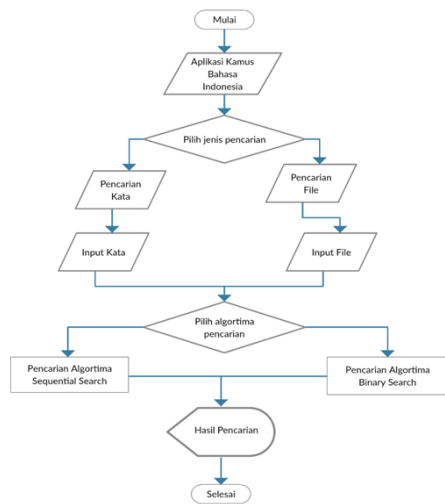 Mulai
Aplikasi Kamus
Bahasa
Indonesia
Pilih jenis pencarian
Pencarian
Kata
Pencarian
File
Input Kata
Input File
Pilih algortima
pencarian
Pencarian Algortima
Sequential Search
Pencarian Algortima
Binary Search
Hasil Pencarian
Selesai